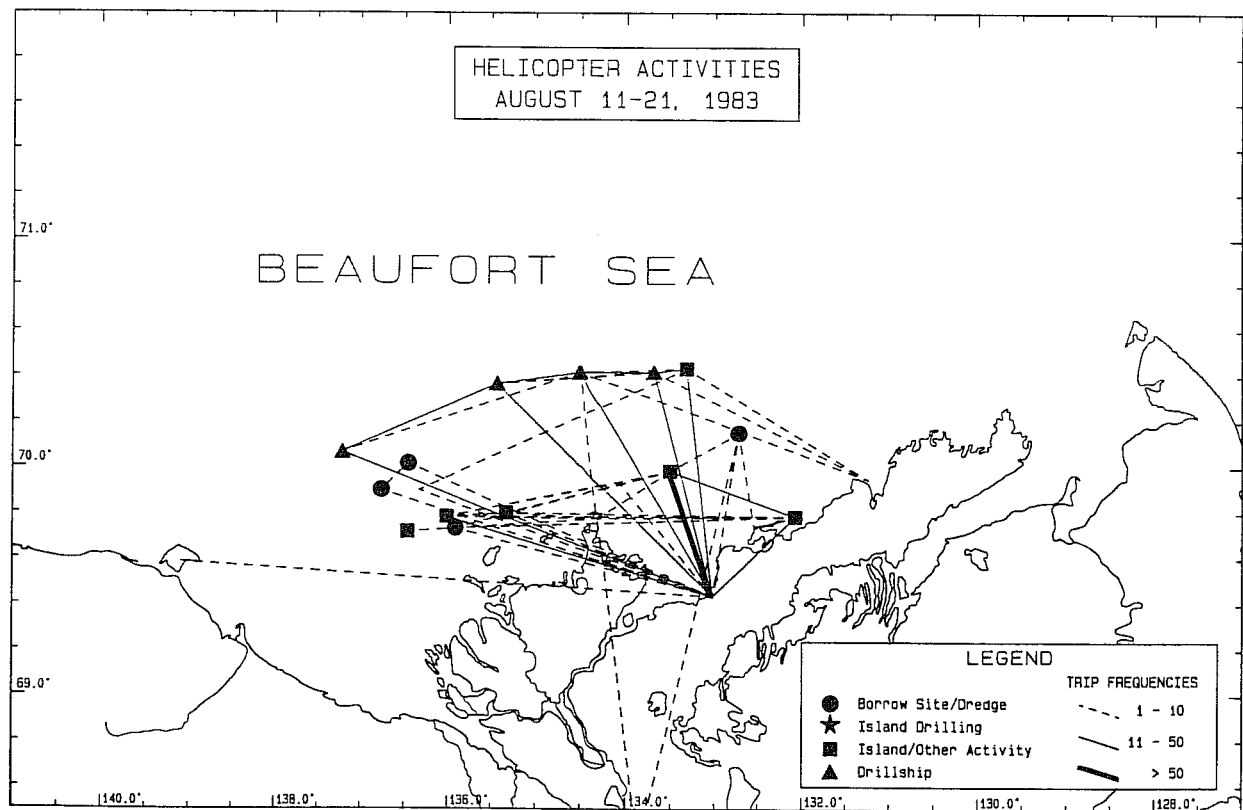 HELICOPTER ACTIVITIES
AUGUST 11-21, 1983
71.0°
BEAUFORT SEA
70.0°
69.0°
LEGEND
TRIP FREQUENCIES
Borrow Site/Dredge
1 - 10
Island Drilling
11 - 50
Island/Other Activity
> 50
Drillship
140.0° 138.0° 136.0° 134.0° 132.0° 130.0° 128.0°